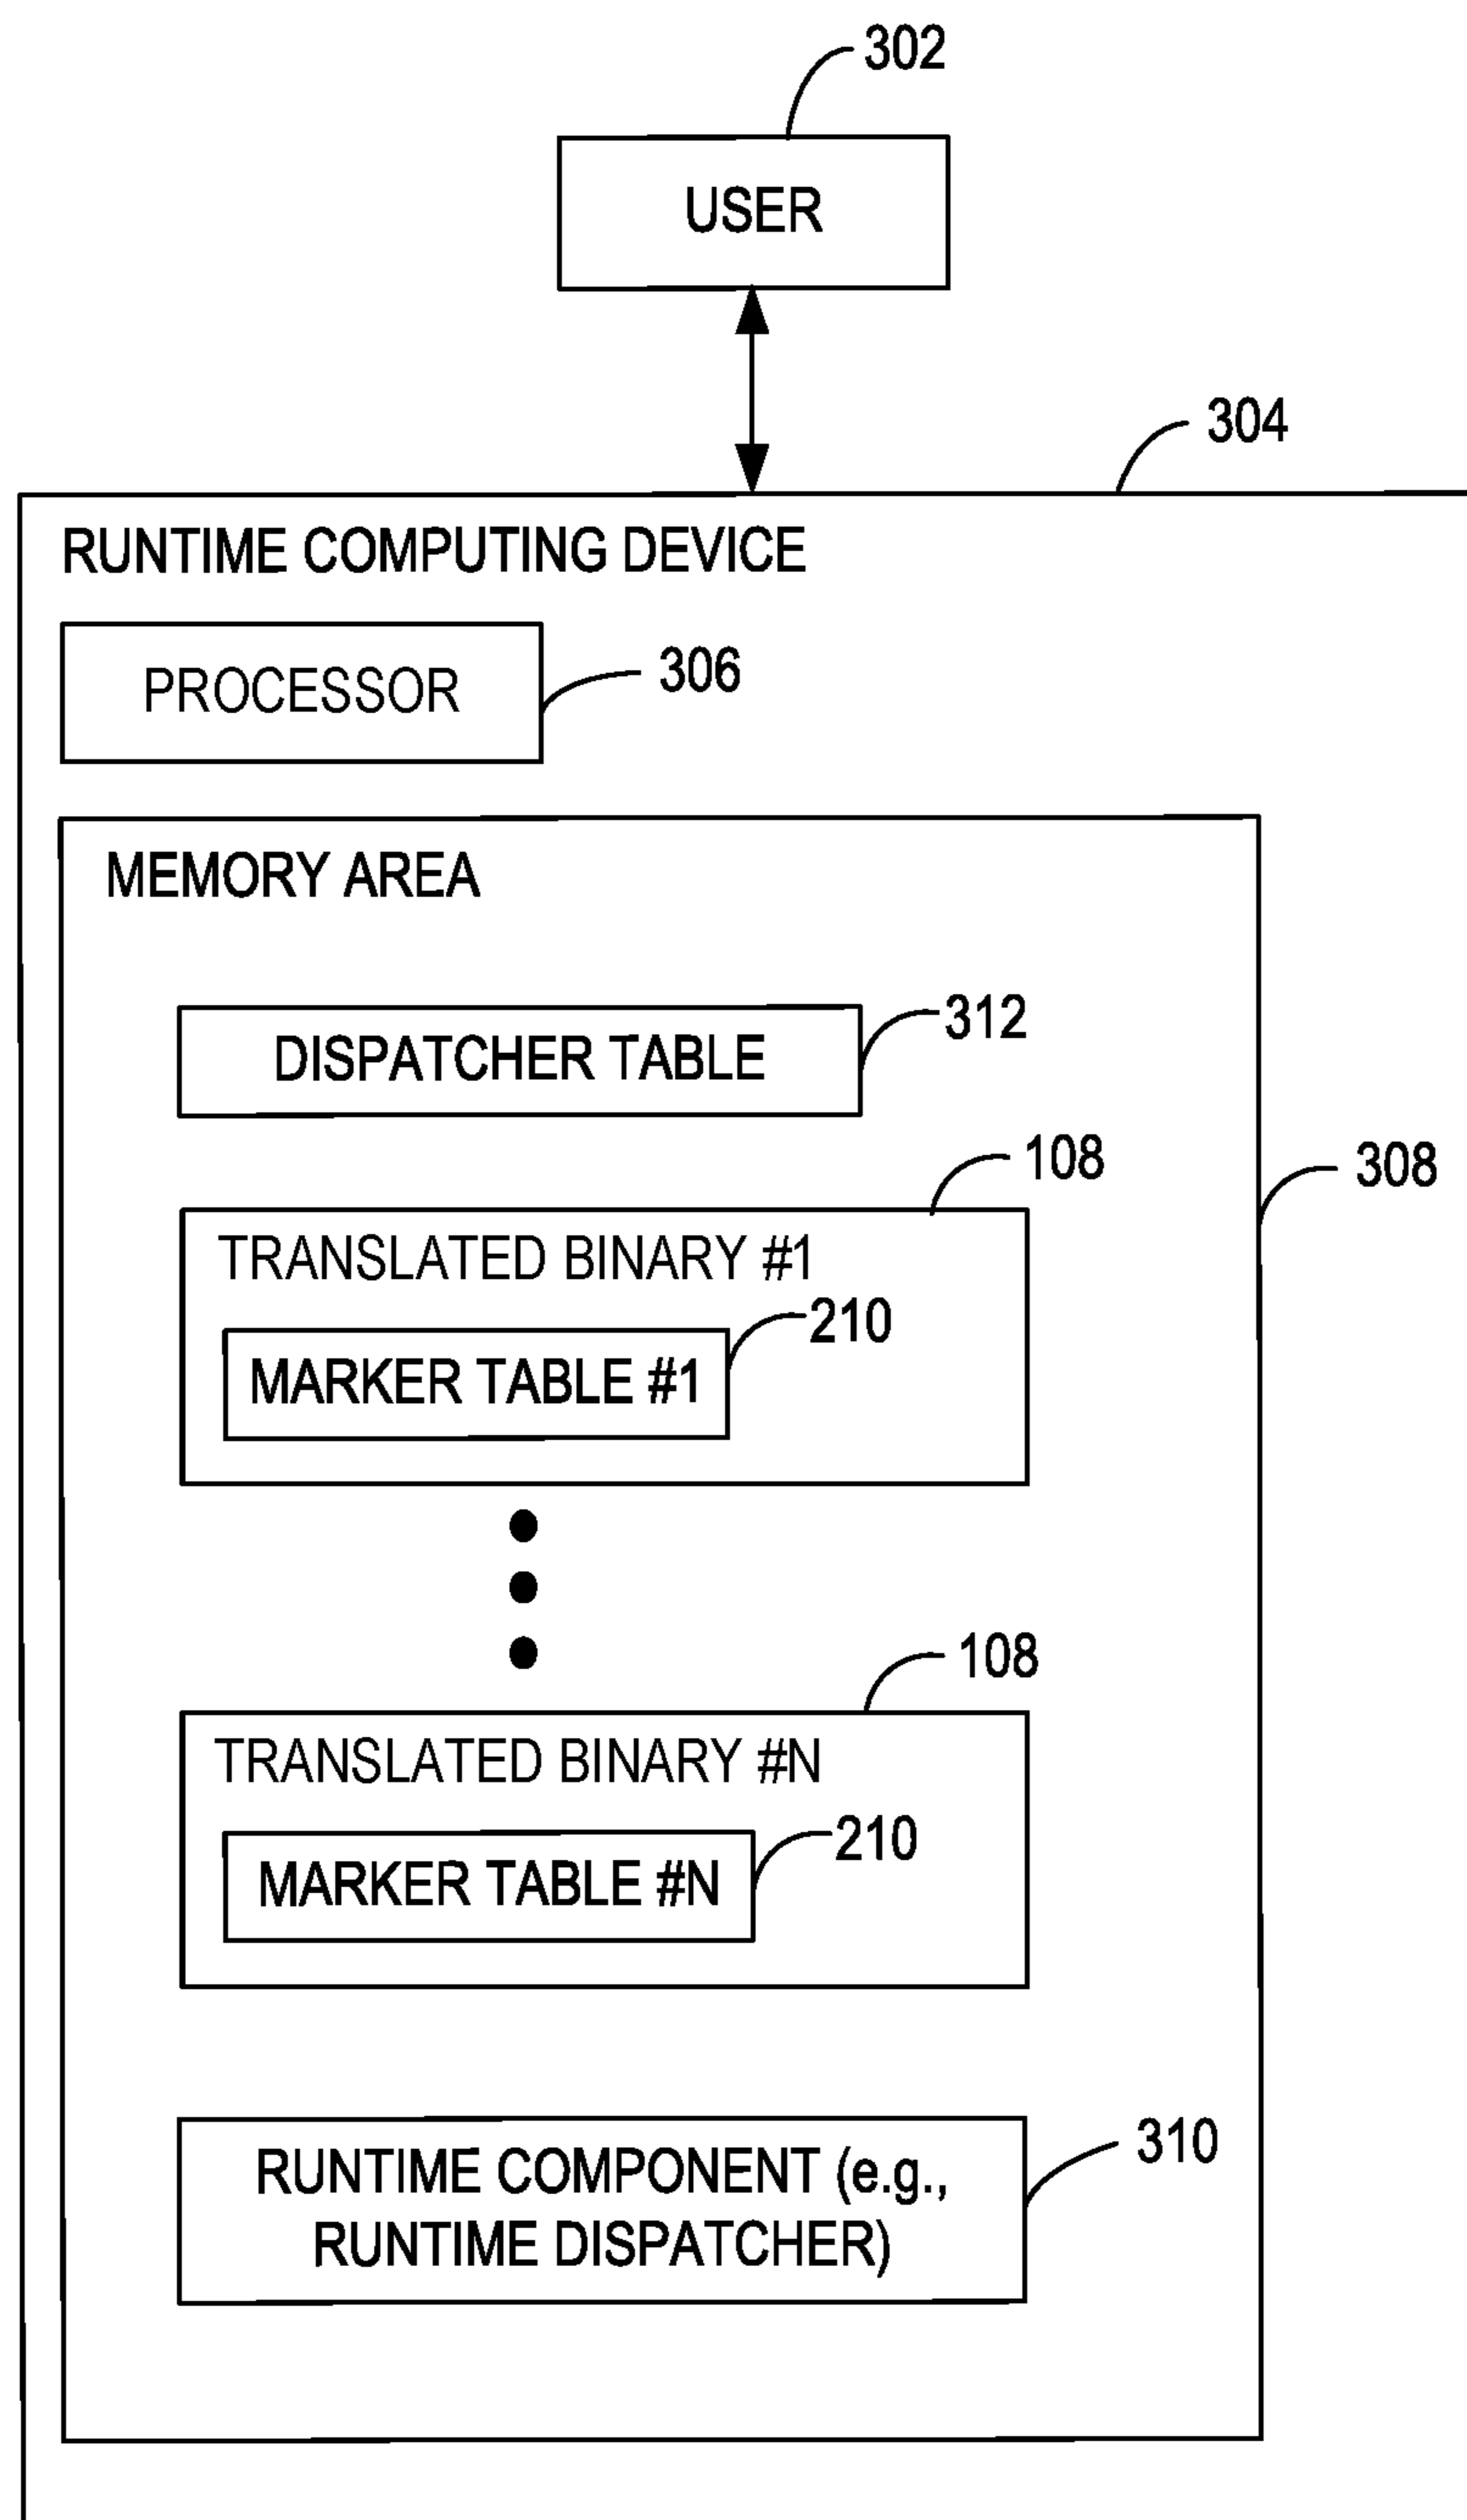 302
USER
304
RUNTIME COMPUTING DEVICE
PROCESSOR
306
MEMORY AREA
DISPATCHER TABLE
312
108
308
TRANSLATED BINARY #1
210
MARKER TABLE #1
108
TRANSLATED BINARY #N
210
MARKER TABLE #N
310
RUNTIME COMPONENT (e.g.,
RUNTIME DISPATCHER)